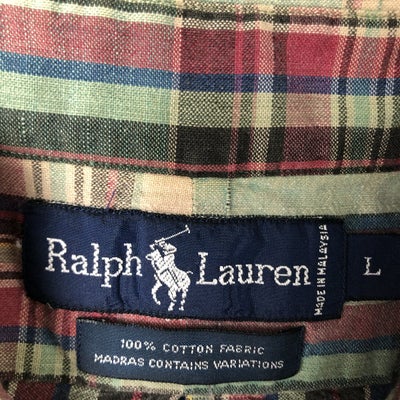 Ralph Lauren
MADE IN MALAYSIA
L
100% COTTON FABRIC
MADRAS CONTAINS VARIATIONS